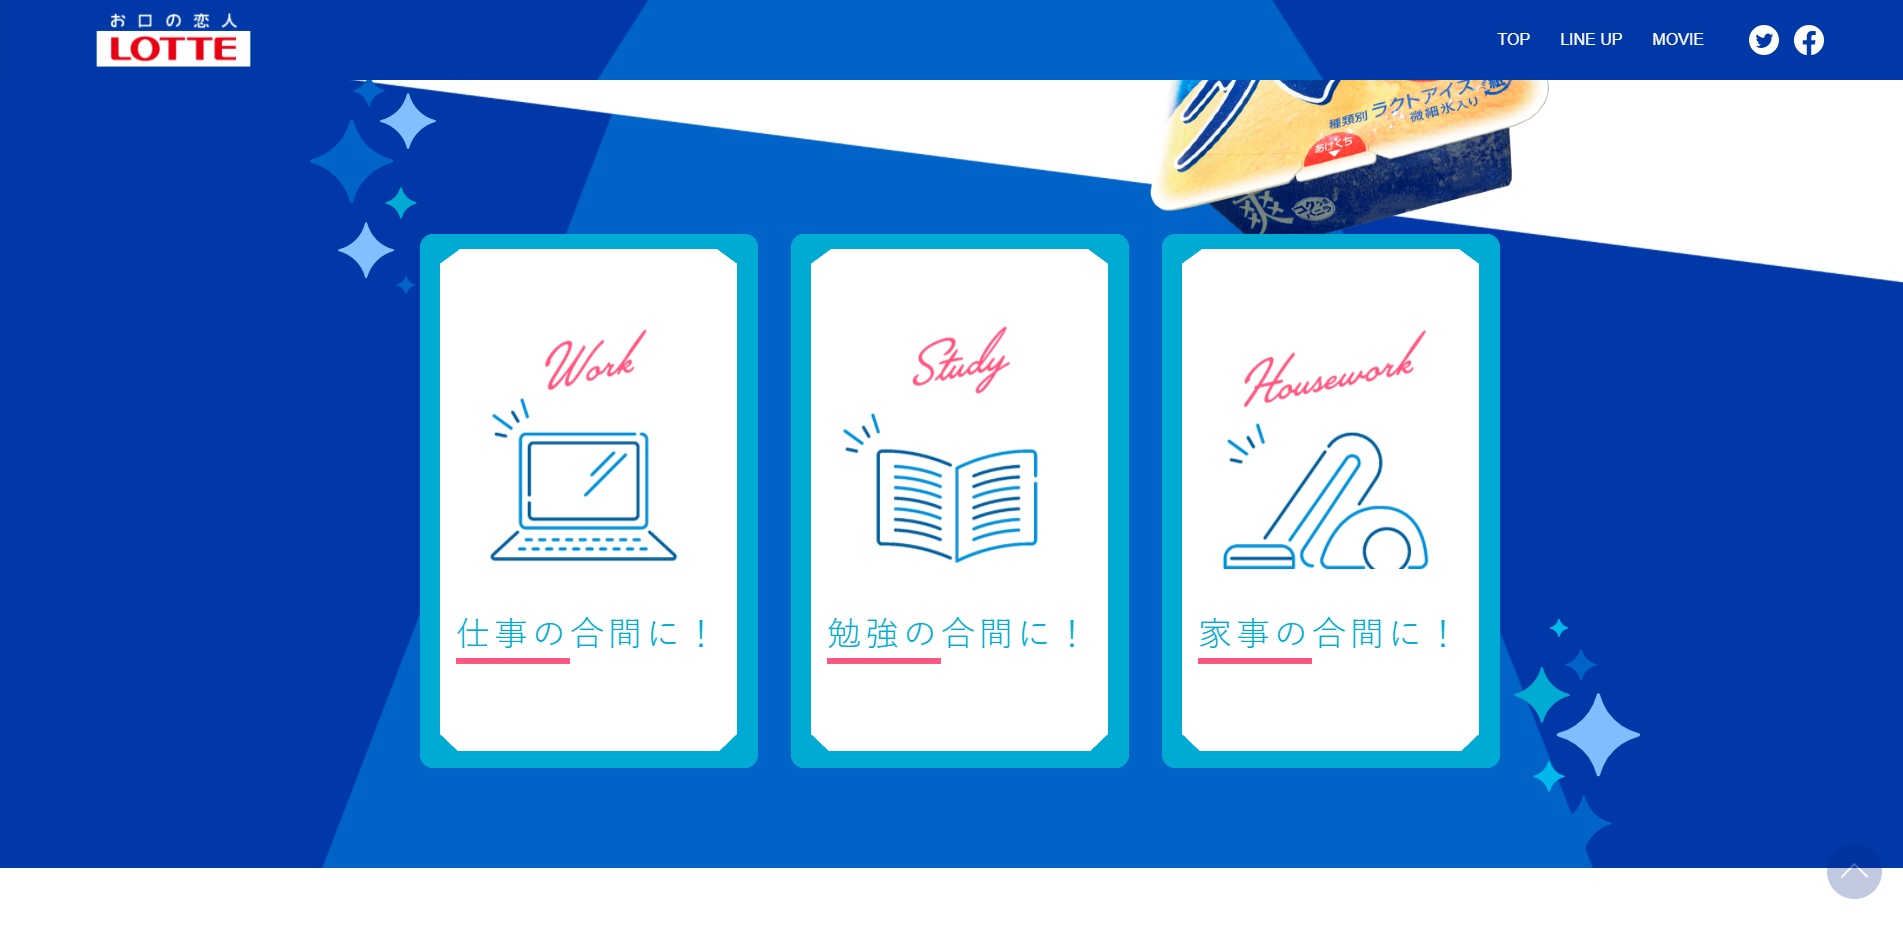 お口の恋人
LOTTE
TOP
LINE UP
MOVIE
種類別 ラクトアイス
微細氷入り
あけくち
爽
Work
Study
Housework
仕事の合間に！
勉強の合間に！
家事の合間に！